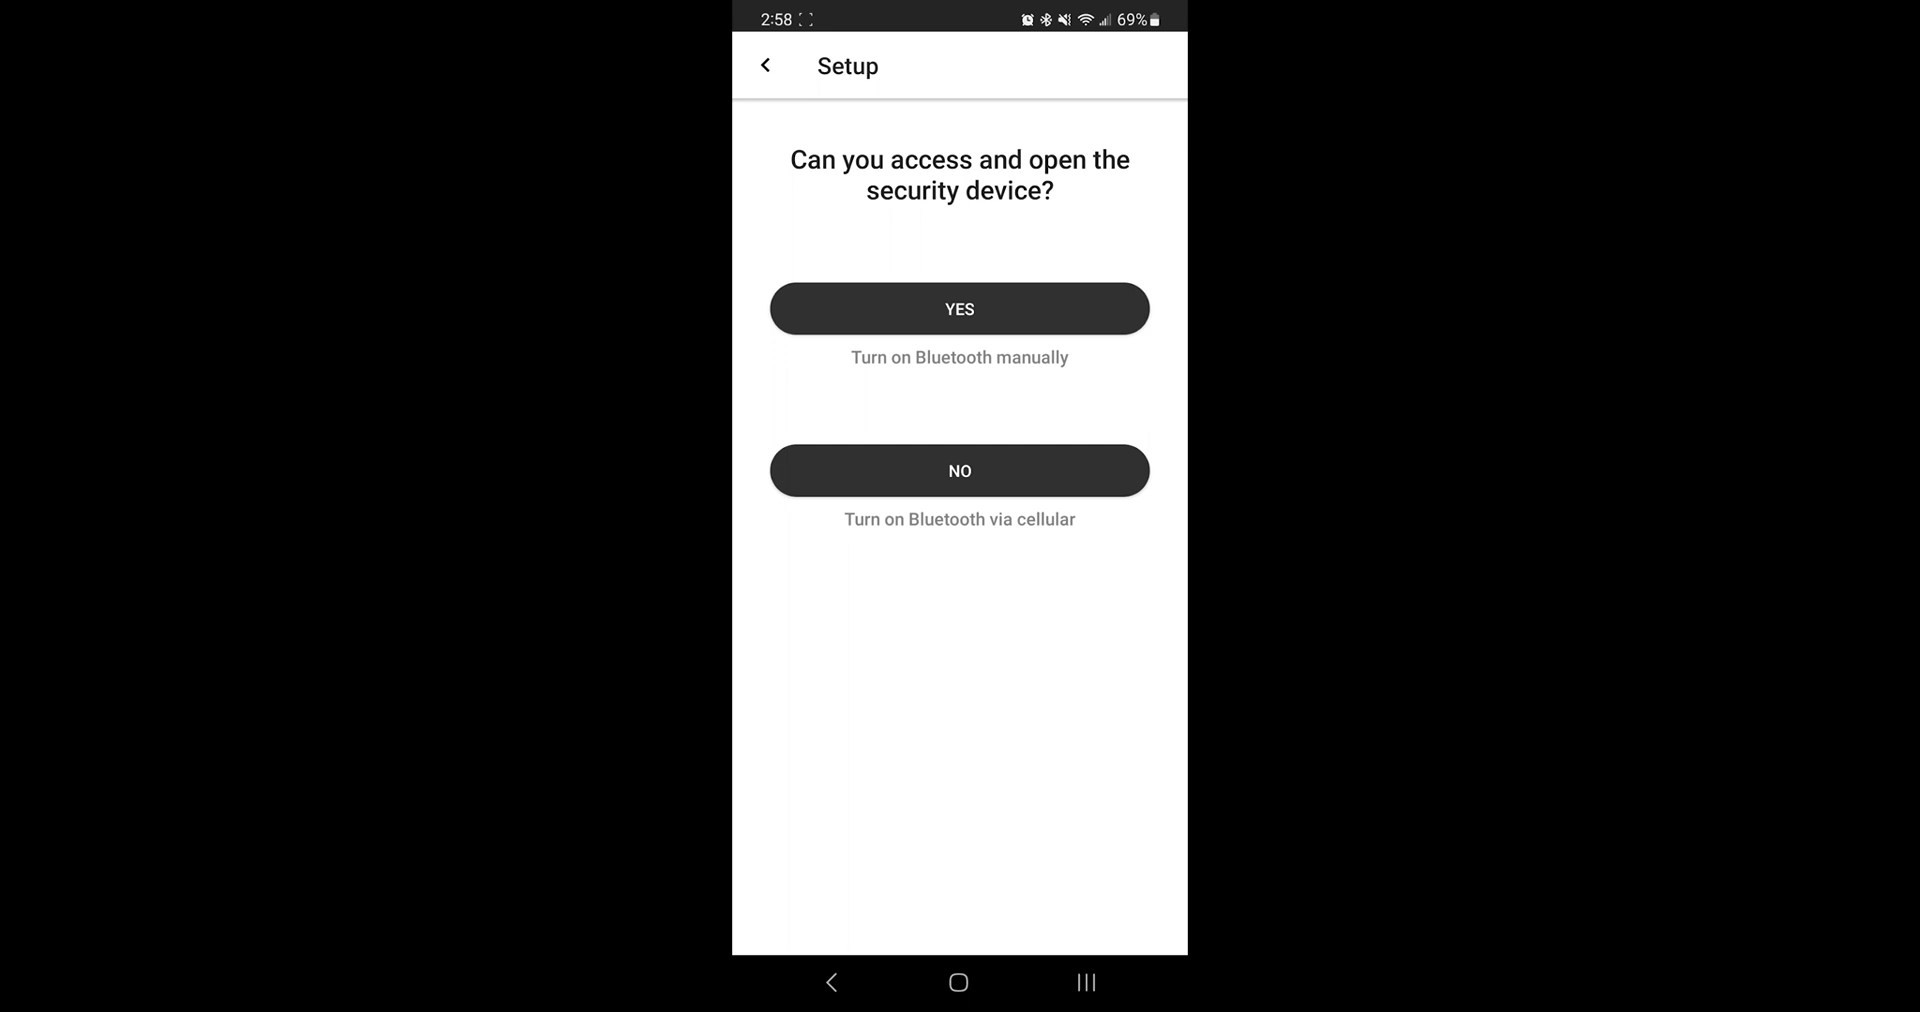 2:58 69%
Setup
Can you access and open the
security device?
YES
Turn on Bluetooth manually
NO
Turn on Bluetooth via cellular